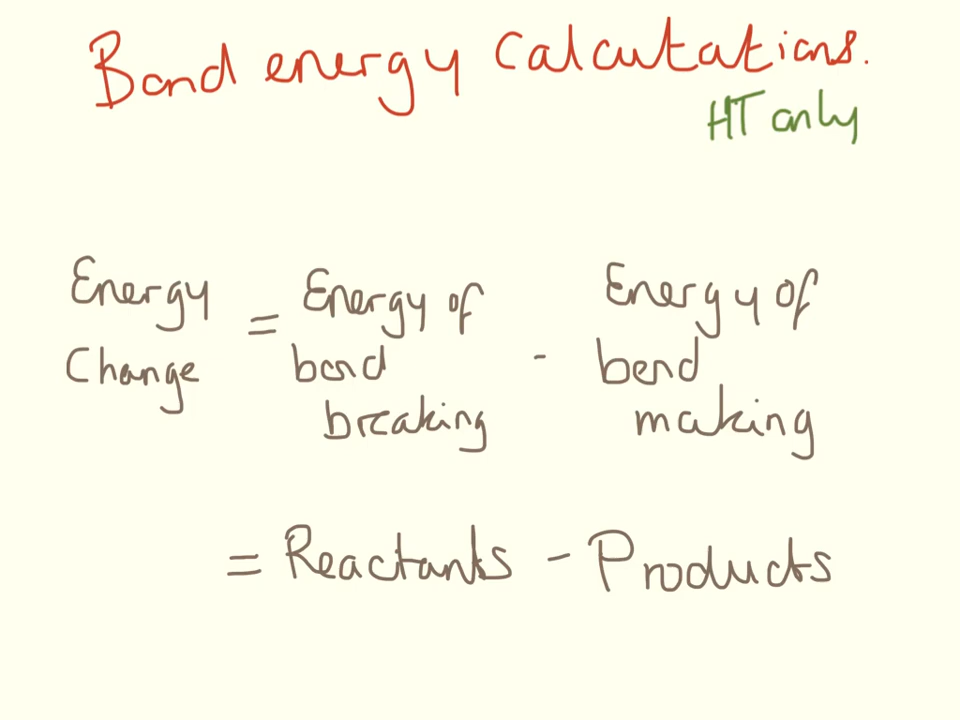 Bond energy calculations.
HT only
Energy Change = Energy of bond breaking - Energy of bond making
= Reactants - Products